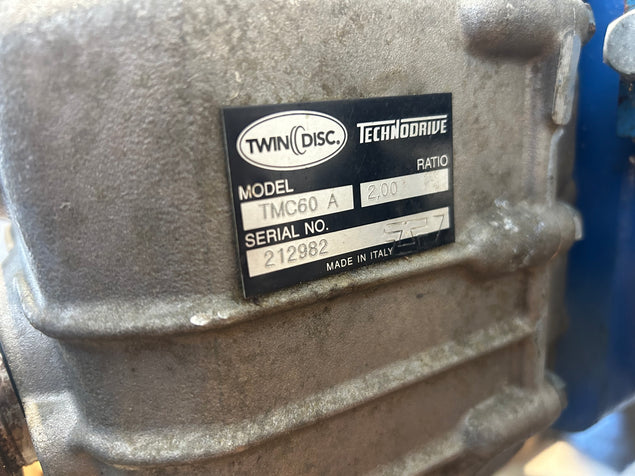 TWIN DISC. TECHNODRIVE
MODEL RATIO
TMC60 A 2,00
SERIAL NO.
212982
MADE IN ITALY